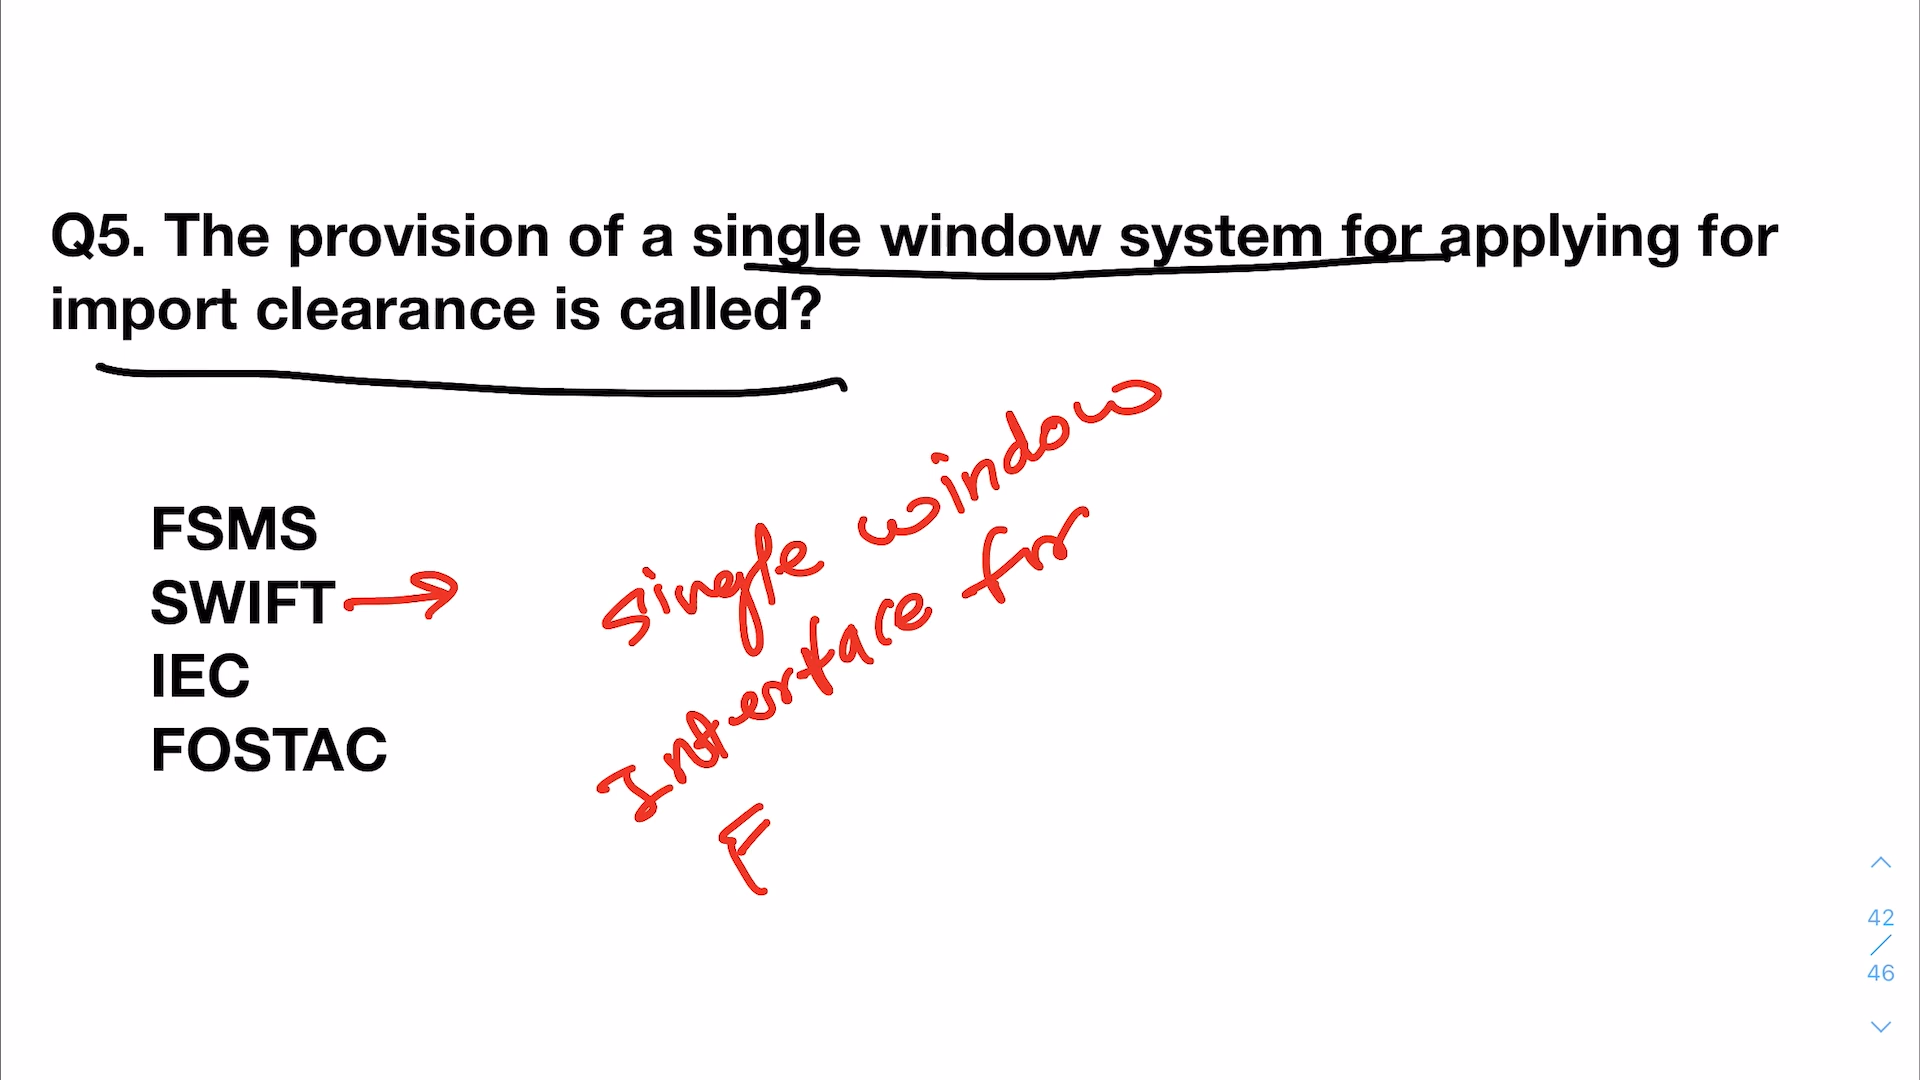 Q5. The provision of a single window system for applying for
import clearance is called?
FSMS
SWIFT
IEC
FOSTAC
Single window
Interface for
F
42
/
46